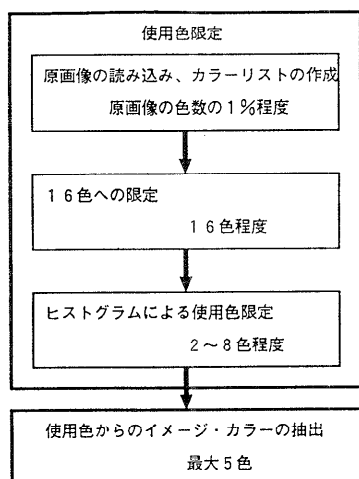 使用色限定
原画像の読み込み、カラーリストの作成
原画像の色数の1%程度
16色への限定
16色程度
ヒストグラムによる使用色限定
2〜8色程度
使用色からのイメージ・カラーの抽出
最大5色